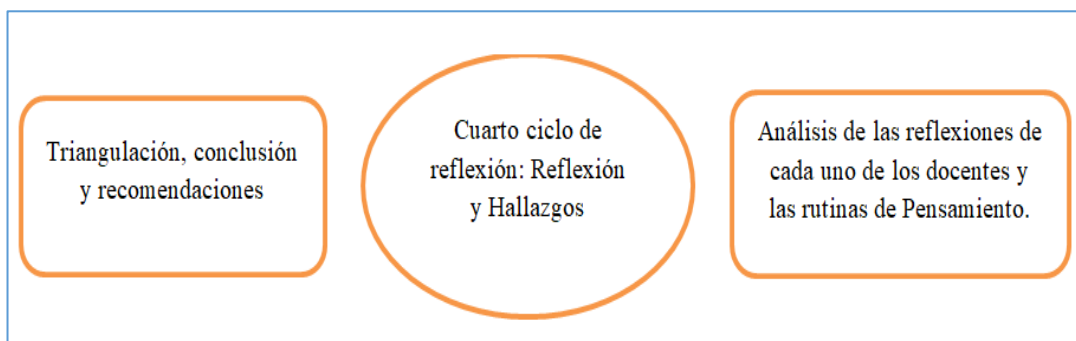 Triangulación, conclusión
y recomendaciones
Cuarto ciclo de
reflexión: Reflexión
y Hallazgos
Análisis de las reflexiones de
cada uno de los docentes y
las rutinas de Pensamiento.